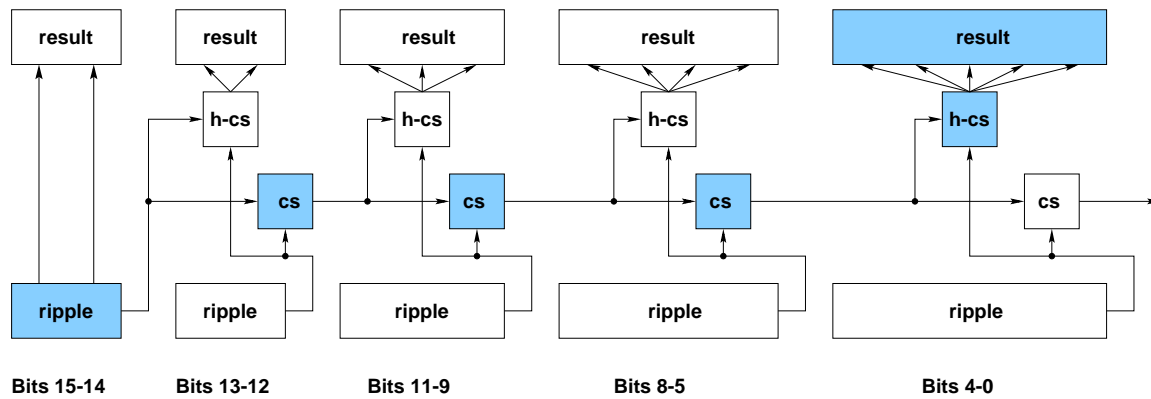 result result result result result
h-cs h-cs h-cs h-cs
cs cs cs cs
ripple ripple ripple ripple ripple
Bits 15-14 Bits 13-12 Bits 11-9 Bits 8-5 Bits 4-0